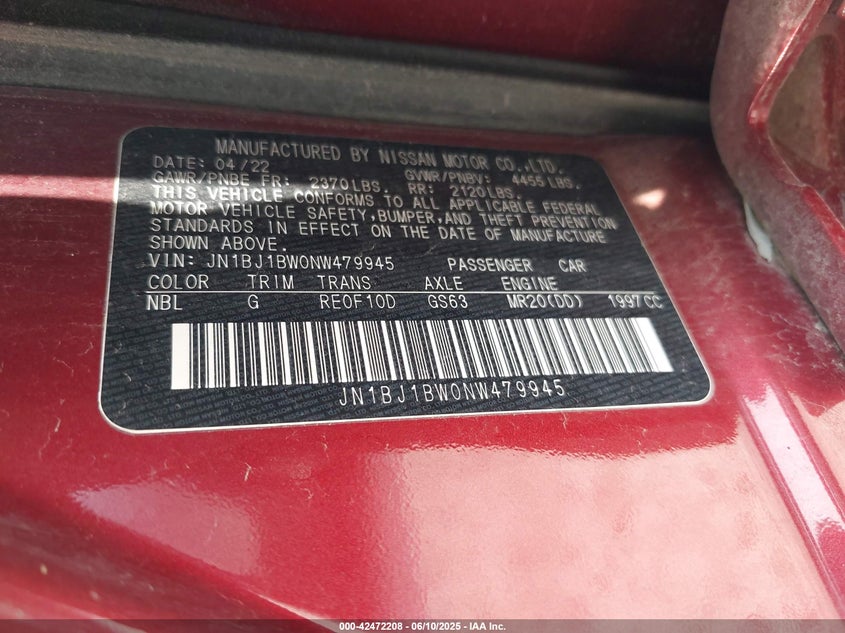 MANUFACTURED BY NISSAN MOTOR CO.,LTD.
DATE: 04/22 GVWR/PNBV: 4455 LBS.
GAWR/PNBE FR: 2370LBS. RR: 2120LBS.
THIS VEHICLE CONFORMS TO ALL APPLICABLE FEDERAL
MOTOR VEHICLE SAFETY,BUMPER,AND THEFT PREVENTION
STANDARDS IN EFFECT ON THE DATE OF MANUFACTURE
SHOWN ABOVE.
VIN: JN1BJ1BW0NW479945 PASSENGER CAR
COLOR TRIM TRANS AXLE ENGINE
NBL G RE0F10D GS63 MR20(DD) 1997CC
JN1BJ1BW0NW479945
000-42472208 - 06/10/2025 - IAA Inc.